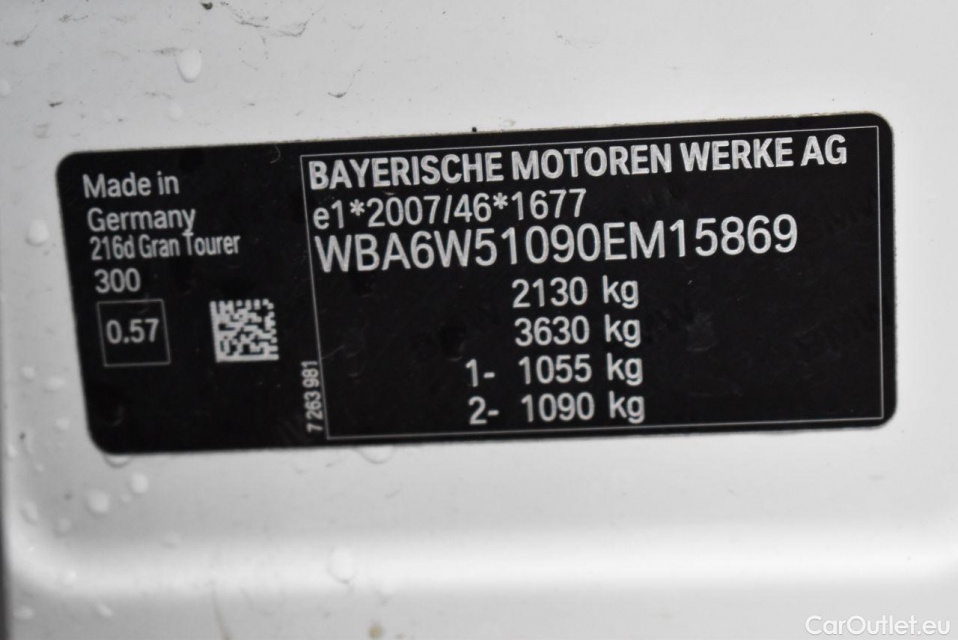 Made in
Germany
216d Gran Tourer
300
0.57
7 263 981
BAYERISCHE MOTOREN WERKE AG
e1*2007/46*1677
WBA6W51090EM15869
2130 kg
3630 kg
1- 1055 kg
2- 1090 kg
CarOutlet.eu